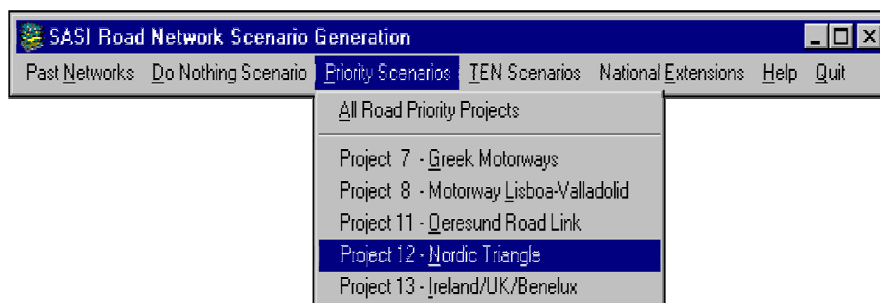 SASI Road Network Scenario Generation
Past Networks Do Nothing Scenario Priority Scenarios TEN Scenarios National Extensions Help Quit
All Road Priority Projects
Project 7 - Greek Motorways
Project 8 - Motorway Lisboa-Valladolid
Project 11 - Oeresund Road Link
Project 12 - Nordic Triangle
Project 13 - Ireland/UK/Benelux